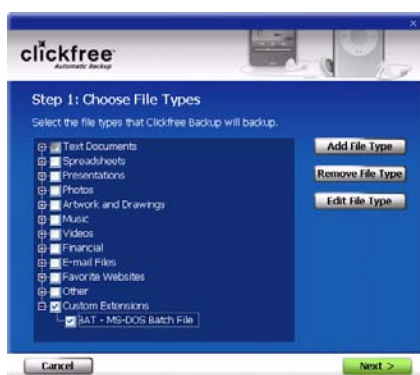 ×
clickfree
Automatic Backup
Step 1: Choose File Types
Select the file types that Clickfree Backup will backup.
Text Documents
Spreadsheets
Presentations
Photos
Artwork and Drawings
Music
Videos
Financial
E-mail Files
Favorite Websites
Other
Custom Extensions
BAT - MS-DOS Batch File
Add File Type
Remove File Type
Edit File Type
Cancel
Next >